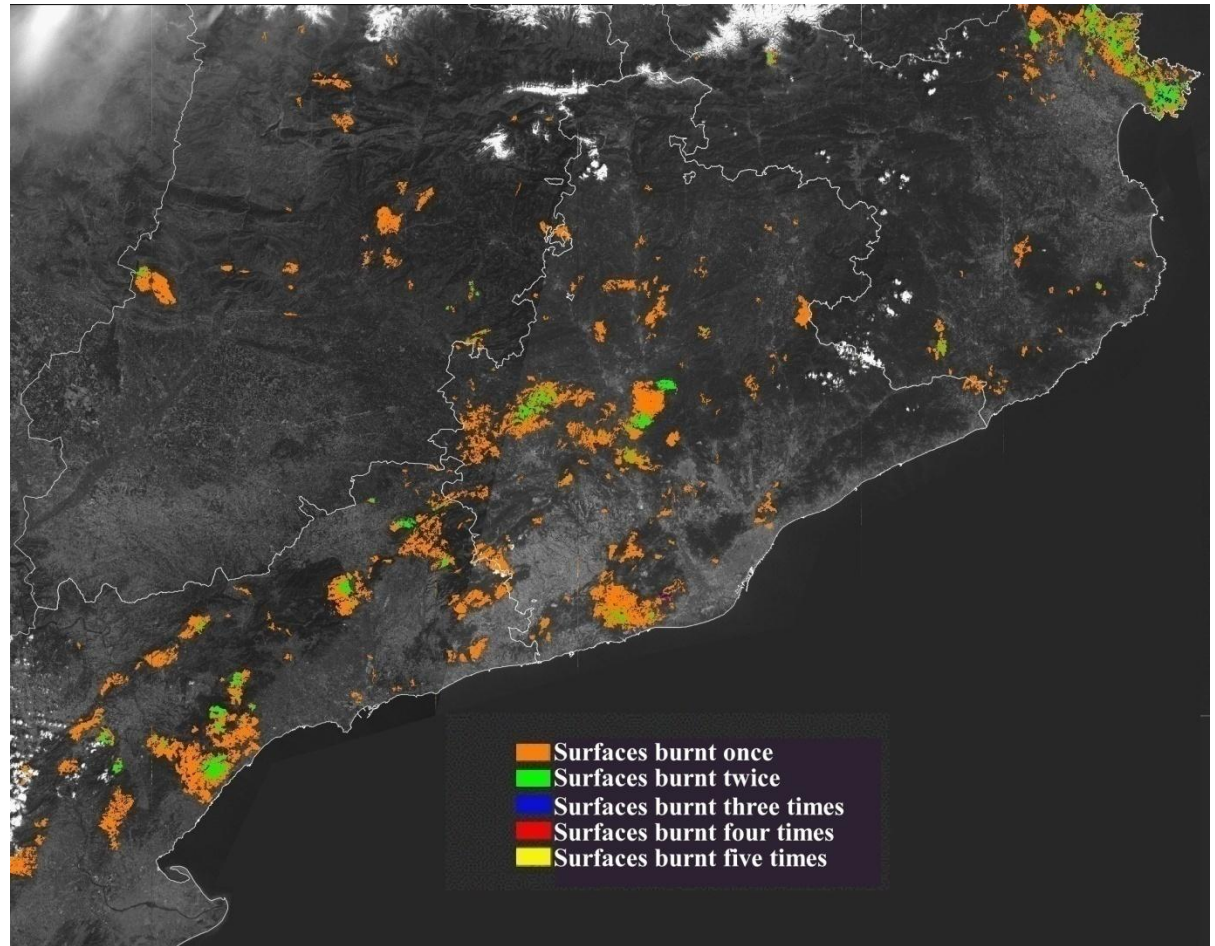 Surfaces burnt once
Surfaces burnt twice
Surfaces burnt three times
Surfaces burnt four times
Surfaces burnt five times